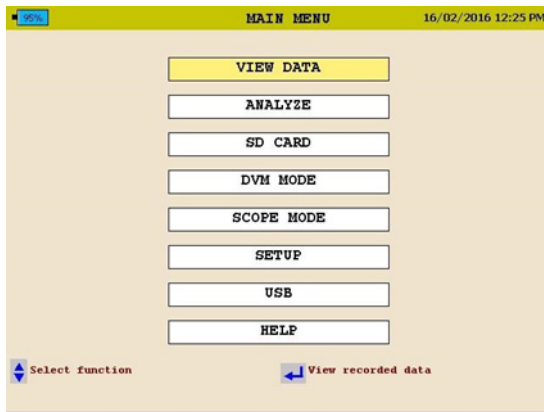 95% MAIN MENU 16/02/2016 12:25 PM
VIEW DATA
ANALYZE
SD CARD
DVM MODE
SCOPE MODE
SETUP
USB
HELP
Select function View recorded data